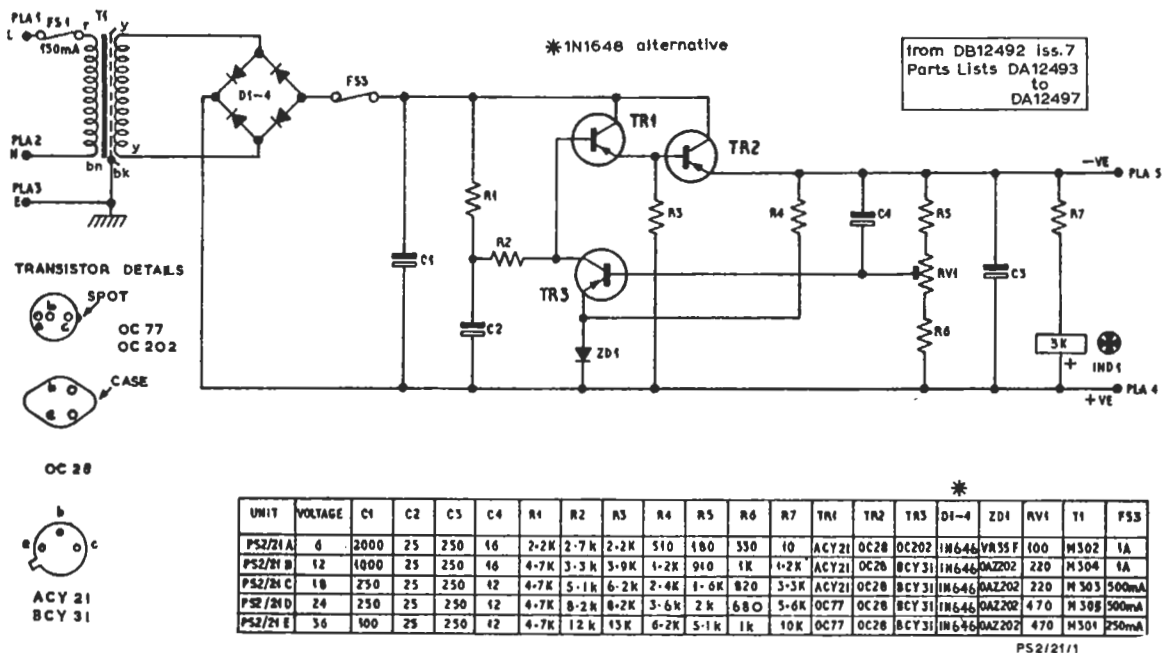 PLA 1
L
FS1
150mA
T1
r
y
PLA2
N
bn
bk
y
PLA3
E
D1-4
FS3
✱1N1648 alternative
from DB12492 iss.7
Parts Lists DA12493
to
DA12497
TR1
TR2
R1
R2
C1
C2
TR3
ZD1
R3
R4
C4
R5
RV1
R6
C3
R7
3K
+
IND1
-VE
PLA 5
+VE
PLA 4
TRANSISTOR DETAILS
SPOT
b
e c
OC 77
OC 202
CASE
b
e
OC 28
b
e c
ACY 21
BCY 31
✱
UNIT VOLTAGE C1 C2 C3 C4 R1 R2 R3 R4 R5 R6 R7 TR1 TR2 TR3 D1-4 ZD1 RV1 T1 FS3
PS2/21A 6 2000 25 250 16 2·2K 2·7K 2·2K 510 180 330 10 ACY21 OC28 OC202 1N646 VR35F 100 M302 1A
PS2/21B 12 1000 25 250 16 4·7K 3·3K 3·9K 1·2K 910 1K 1·2K ACY21 OC28 BCY31 1N646 OAZ202 220 M304 1A
PS2/21C 18 250 25 250 12 4·7K 5·1K 6·2K 2·4K 1·6K 820 3·3K ACY21 OC28 BCY31 1N646 OAZ202 220 M303 500mA
PS2/21D 24 250 25 250 12 4·7K 8·2K 8·2K 3·6K 2K 680 5·6K OC77 OC28 BCY31 1N646 OAZ202 470 M305 500mA
PS2/21E 36 100 25 250 12 4·7K 12K 13K 6·2K 5·1K 1K 10K OC77 OC28 BCY31 1N646 OAZ202 470 M301 250mA
PS2/21/1